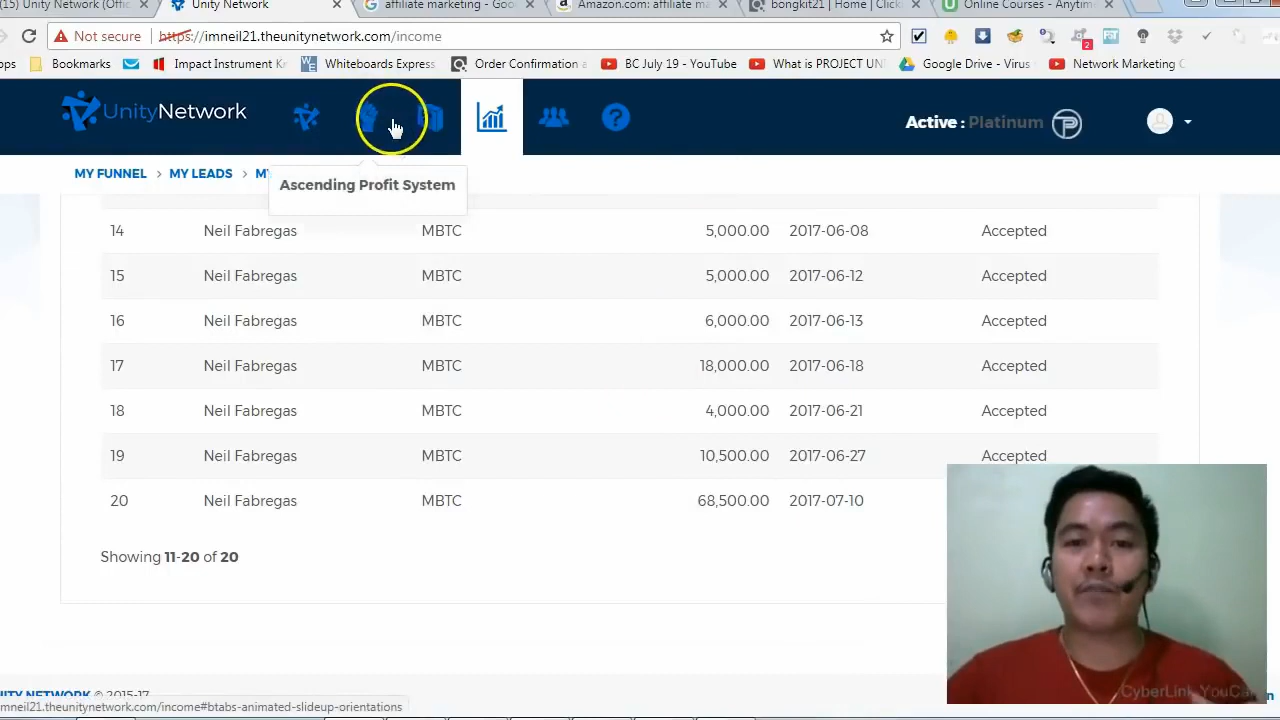 (15) Unity Network (Offici
Unity Network
affiliate marketing - Goo
Amazon.com: affiliate ma
bongkit21 | Home | Click
Online Courses - Anytim
Not secure
https://imneil21.theunitynetwork.com/income
pps
Bookmarks
Impact Instrument Kr
Whiteboards Express
Order Confirmation a
BC July 19 - YouTube
What is PROJECT UNI
Google Drive - Virus
Network Marketing C
UnityNetwork
Active : Platinum
MY FUNNEL > MY LEADS > MY
Ascending Profit System
14 Neil Fabregas MBTC 5,000.00 2017-06-08 Accepted
15 Neil Fabregas MBTC 5,000.00 2017-06-12 Accepted
16 Neil Fabregas MBTC 6,000.00 2017-06-13 Accepted
17 Neil Fabregas MBTC 18,000.00 2017-06-18 Accepted
18 Neil Fabregas MBTC 4,000.00 2017-06-21 Accepted
19 Neil Fabregas MBTC 10,500.00 2017-06-27 Accepted
20 Neil Fabregas MBTC 68,500.00 2017-07-10
Showing 11-20 of 20
NITY NETWORK © 2015-17
imneil21.theunitynetwork.com/income#btabs-animated-slideup-orientations
CyberLink YouCam